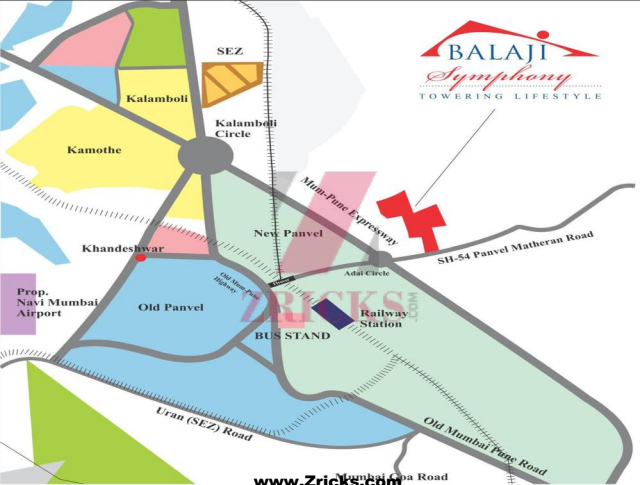 BALAJI
Symphony
TOWERING LIFESTYLE
SEZ
Kalamboli
Kalamboli
Circle
Kamothe
Mum-Pune Expressway
New Panvel
SH-54 Panvel Matheran Road
Khandeshwar
Adai Circle
Old Mum-Pune
Highway
Prop.
Navi Mumbai
Airport
Old Panvel
ZRICKS
.COM
Railway
Station
BUS STAND
Uran (SEZ) Road
Old Mumbai Pune Road
Mumbai Goa Road
www.Zricks.com